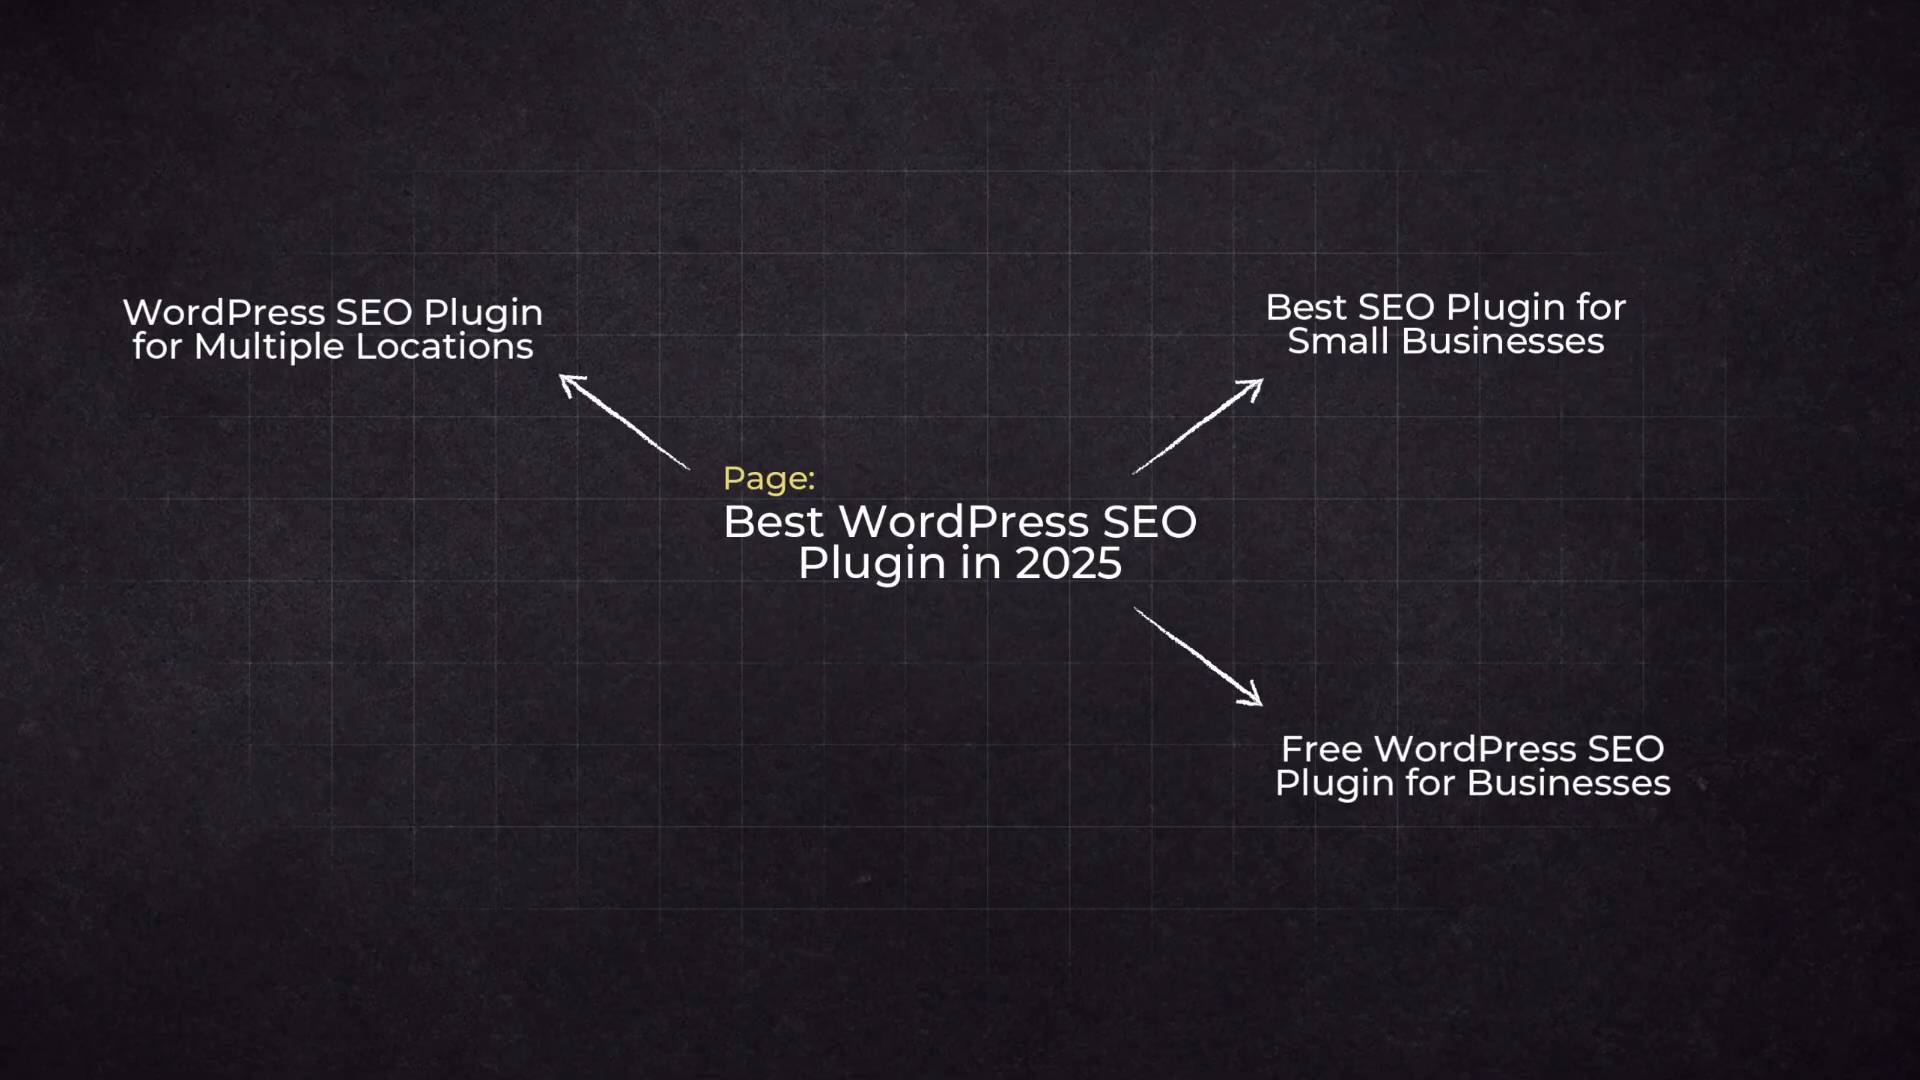 WordPress SEO Plugin
for Multiple Locations
Best SEO Plugin for
Small Businesses
Page:
Best WordPress SEO
Plugin in 2025
Free WordPress SEO
Plugin for Businesses